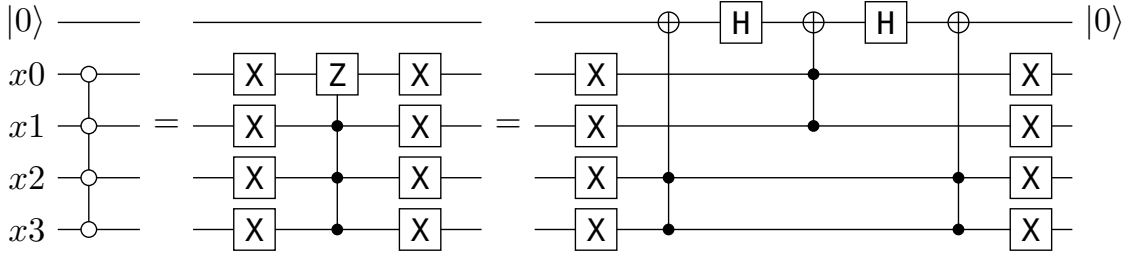 |0⟩ H H |0⟩
x0 X Z X X X
x1 = X X = X X
x2 X X X X
x3 X X X X